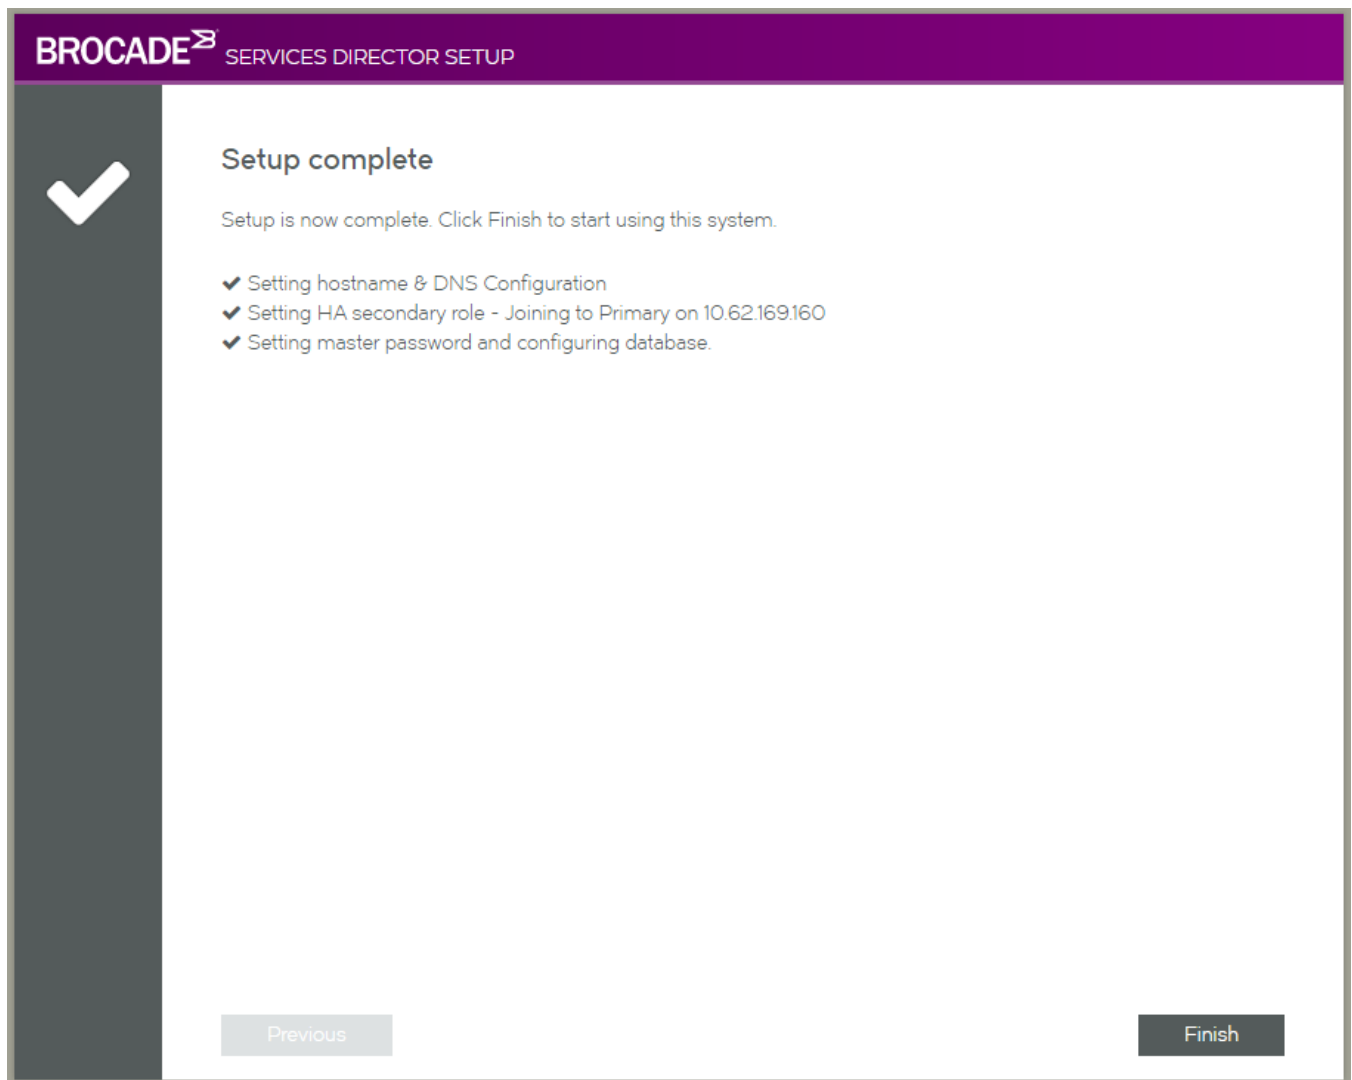 BROCADE SERVICES DIRECTOR SETUP
Setup complete
Setup is now complete. Click Finish to start using this system.
✔ Setting hostname & DNS Configuration
✔ Setting HA secondary role - Joining to Primary on 10.62.169.160
✔ Setting master password and configuring database.
Previous
Finish